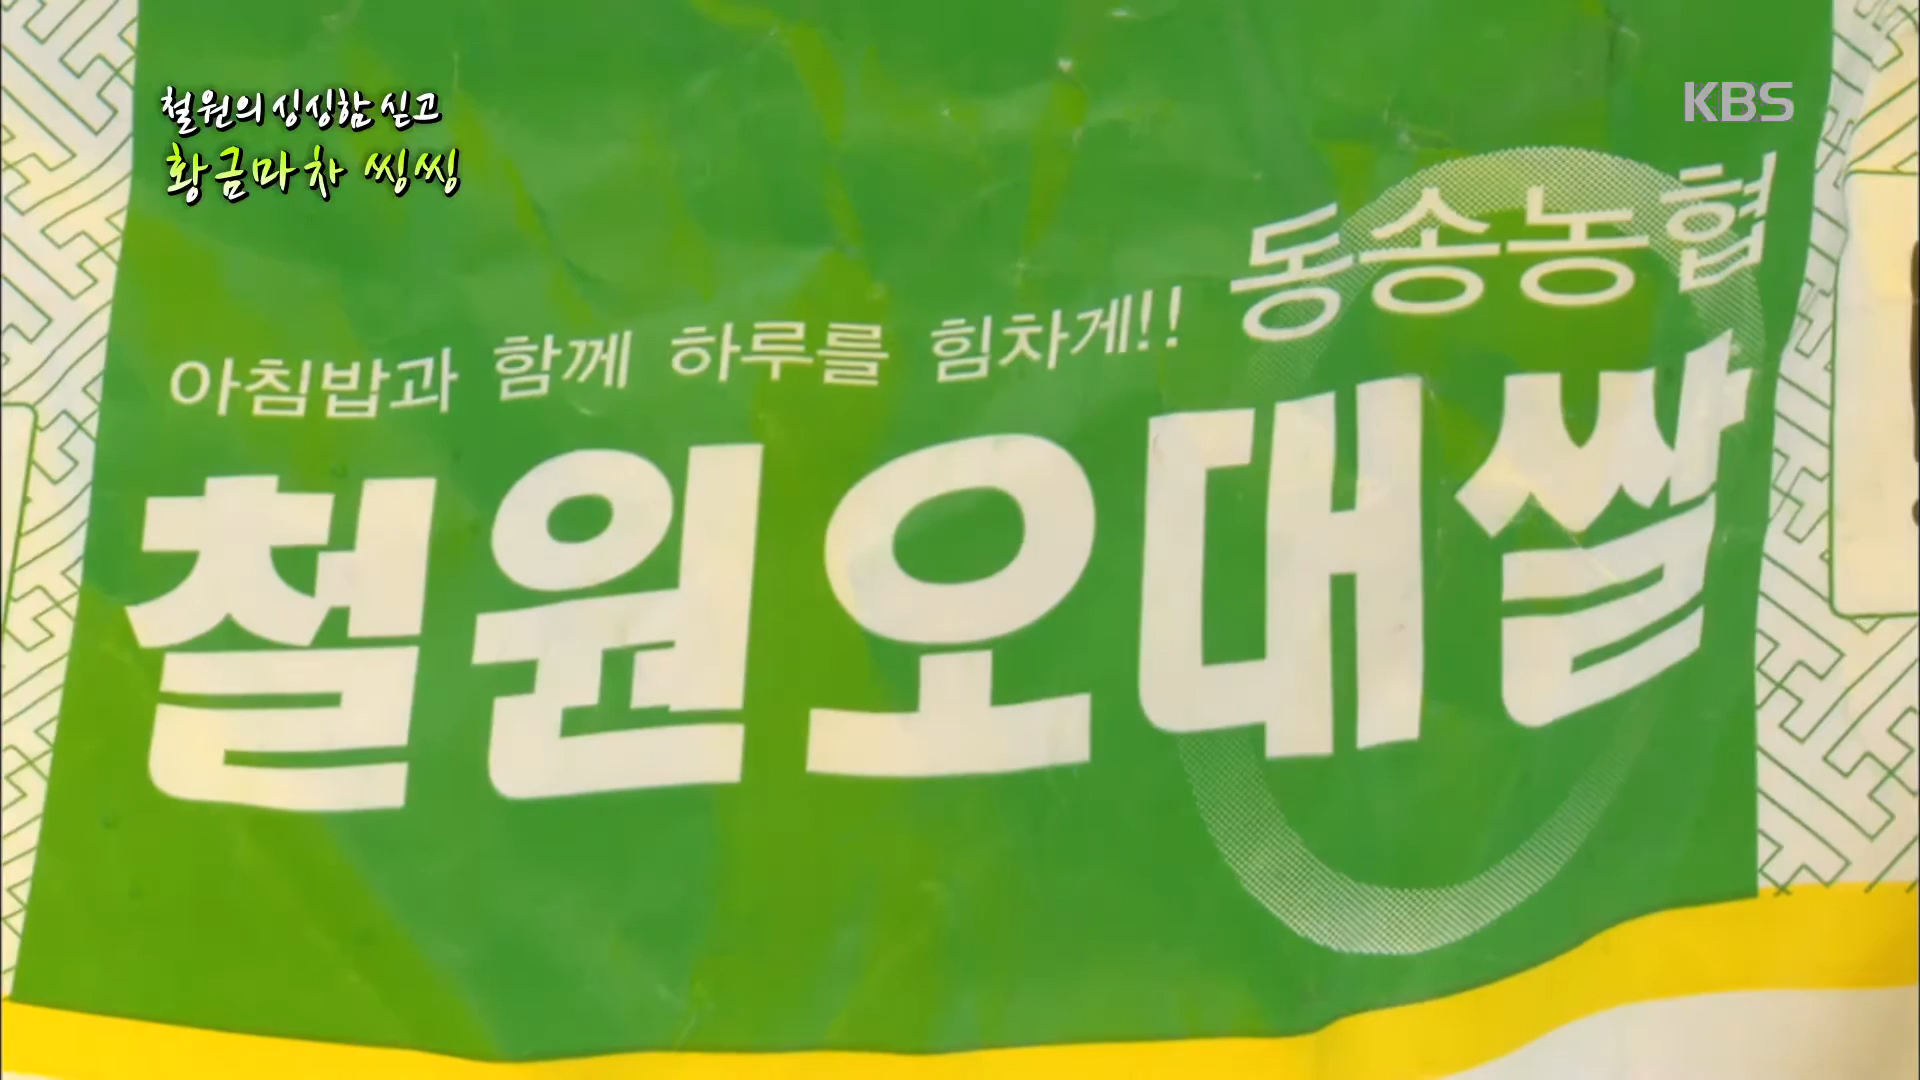 철원의 싱싱함 싣고
황금마차 씽씽
KBS
동송농협
아침밥과 함께 하루를 힘차게!!
철원오대쌀